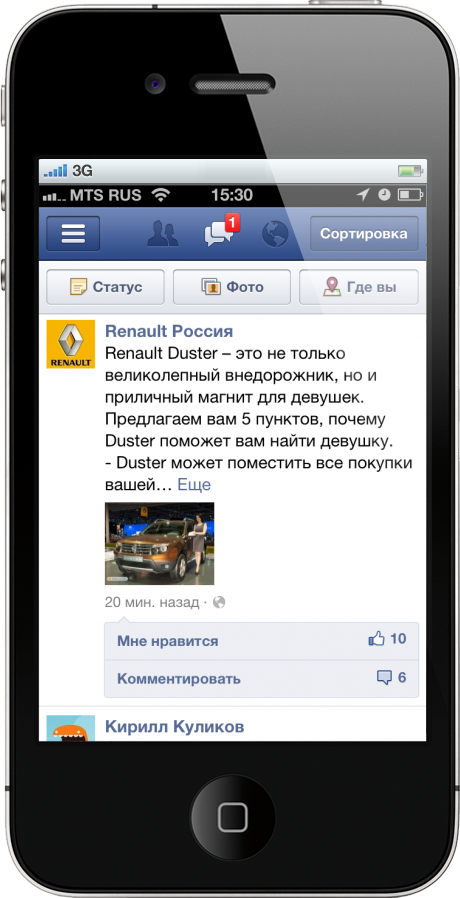 3G
MTS RUS 15:30
1
Сортировка
Статус Фото Где вы
RENAULT
Renault Россия
Renault Duster – это не только
великолепный внедорожник, но и
приличный магнит для девушек.
Предлагаем вам 5 пунктов, почему
Duster поможет вам найти девушку.
- Duster может поместить все покупки
вашей... Еще
20 мин. назад ·
Мне нравится 10
Комментировать 6
Кирилл Куликов